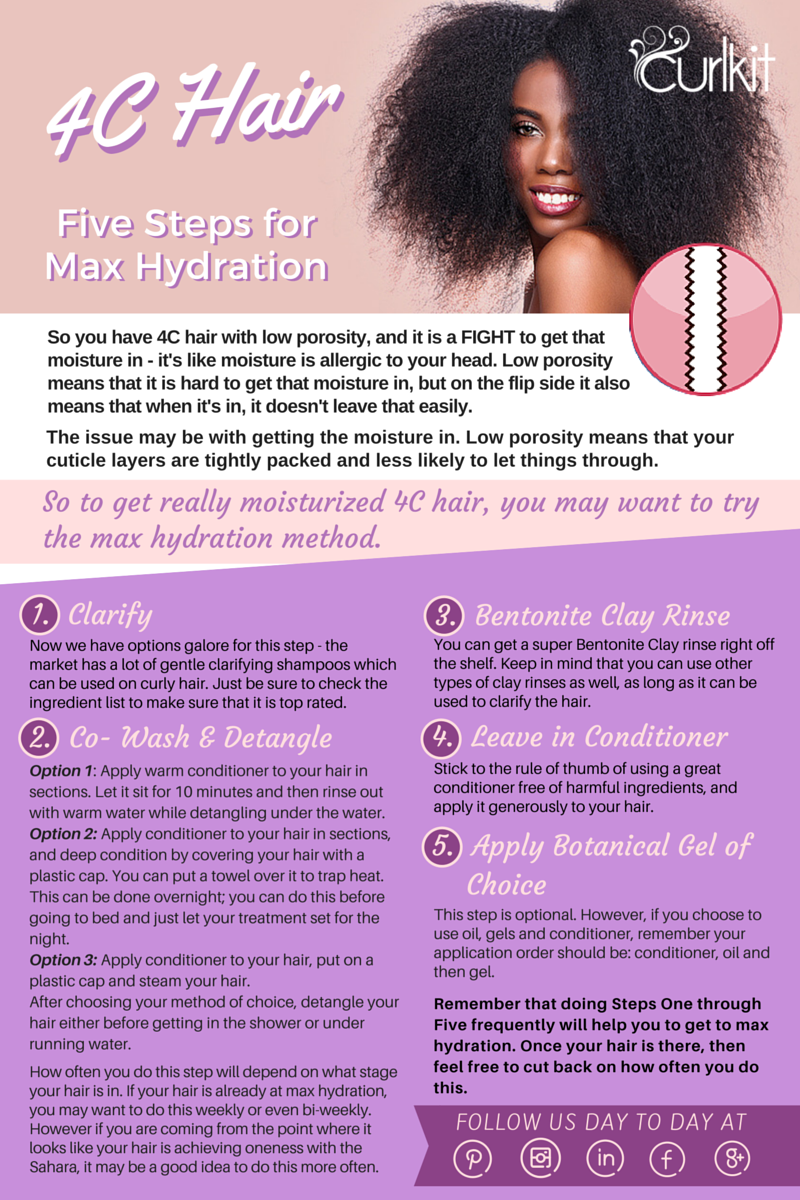 curlkit
4C Hair
Five Steps for
Max Hydration
So you have 4C hair with low porosity, and it is a FIGHT to get that
moisture in - it's like moisture is allergic to your head. Low porosity
means that it is hard to get that moisture in, but on the flip side it also
means that when it's in, it doesn't leave that easily.
The issue may be with getting the moisture in. Low porosity means that your
cuticle layers are tightly packed and less likely to let things through.
So to get really moisturized 4C hair, you may want to try
the max hydration method.
1. Clarify
Now we have options galore for this step - the
market has a lot of gentle clarifying shampoos which
can be used on curly hair. Just be sure to check the
ingredient list to make sure that it is top rated.
2. Co- Wash & Detangle
Option 1: Apply warm conditioner to your hair in
sections. Let it sit for 10 minutes and then rinse out
with warm water while detangling under the water.
Option 2: Apply conditioner to your hair in sections,
and deep condition by covering your hair with a
plastic cap. You can put a towel over it to trap heat.
This can be done overnight; you can do this before
going to bed and just let your treatment set for the
night.
Option 3: Apply conditioner to your hair, put on a
plastic cap and steam your hair.
After choosing your method of choice, detangle your
hair either before getting in the shower or under
running water.
How often you do this step will depend on what stage
your hair is in. If your hair is already at max hydration,
you may want to do this weekly or even bi-weekly.
However if you are coming from the point where it
looks like your hair is achieving oneness with the
Sahara, it may be a good idea to do this more often.
3. Bentonite Clay Rinse
You can get a super Bentonite Clay rinse right off
the shelf. Keep in mind that you can use other
types of clay rinses as well, as long as it can be
used to clarify the hair.
4. Leave in Conditioner
Stick to the rule of thumb of using a great
conditioner free of harmful ingredients, and
apply it generously to your hair.
5. Apply Botanical Gel of
Choice
This step is optional. However, if you choose to
use oil, gels and conditioner, remember your
application order should be: conditioner, oil and
then gel.
Remember that doing Steps One through
Five frequently will help you to get to max
hydration. Once your hair is there, then
feel free to cut back on how often you do
this.
FOLLOW US DAY TO DAY AT
in f g+